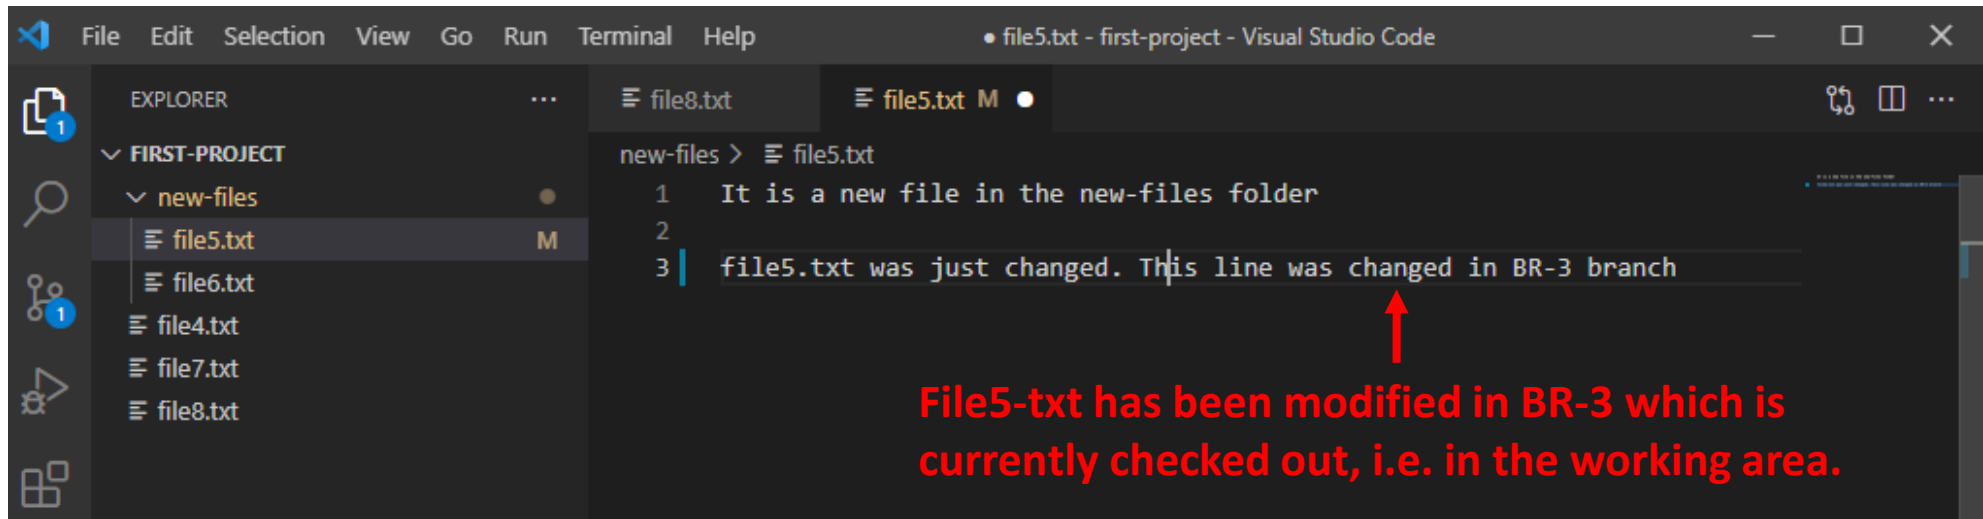 File Edit Selection View Go Run Terminal Help ● file5.txt - first-project - Visual Studio Code
EXPLORER ···
file8.txt file5.txt M ●
1
FIRST-PROJECT
new-files > file5.txt
new-files
1 It is a new file in the new-files folder
2
file5.txt M
3 file5.txt was just changed. This line was changed in BR-3 branch
file6.txt
1
file4.txt
file7.txt
file8.txt
File5-txt has been modified in BR-3 which is
currently checked out, i.e. in the working area.